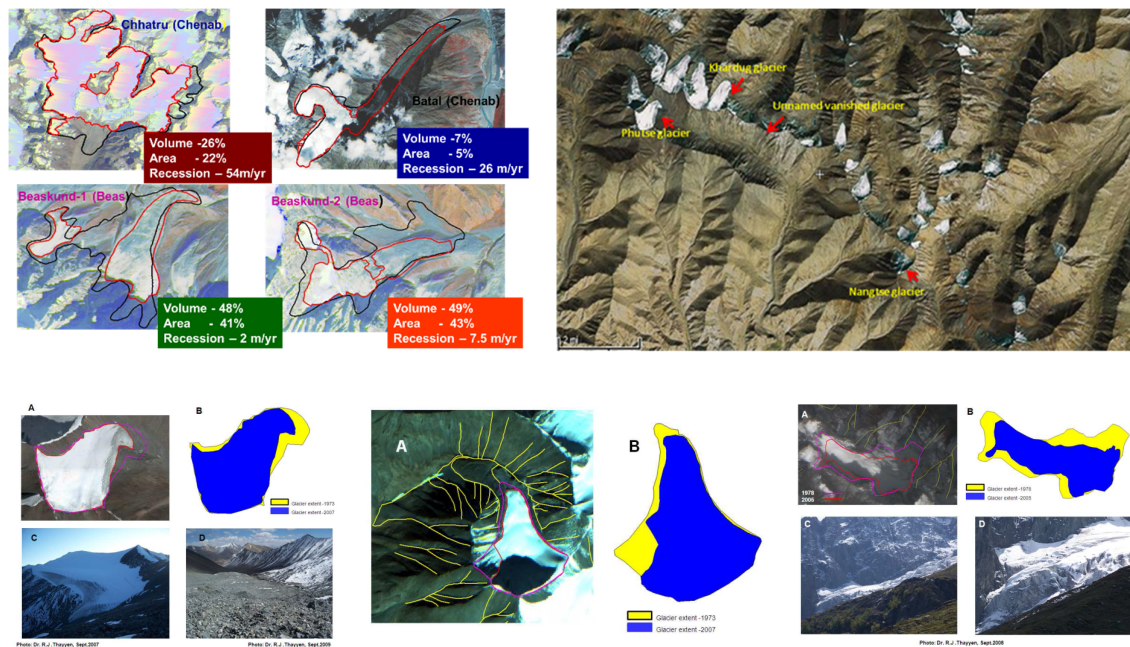 Chhatru (Chenab)
Volume -26%
Area - 22%
Recession – 54m/yr
Batal (Chenab)
Volume -7%
Area - 5%
Recession – 26 m/yr
Beaskund-1 (Beas)
Volume - 48%
Area - 41%
Recession – 2 m/yr
Beaskund-2 (Beas)
Volume - 49%
Area - 43%
Recession – 7.5 m/yr
Khardug glacier
Unnamed vanished glacier
Phutse glacier
Nangtse glacier
A
B
Glacier extent -1973
Glacier extent -2007
C
D
Photo: Dr. R.J .Thayyen, Sept.2007
Photo: Dr. R.J .Thayyen, Sept.2009
A
B
Glacier extent -1973
Glacier extent -2007
A
1978
2005
B
Glacier extent -1978
Glacier extent -2005
C
D
Photo: Dr. R.J .Thayyen, Sept.2008